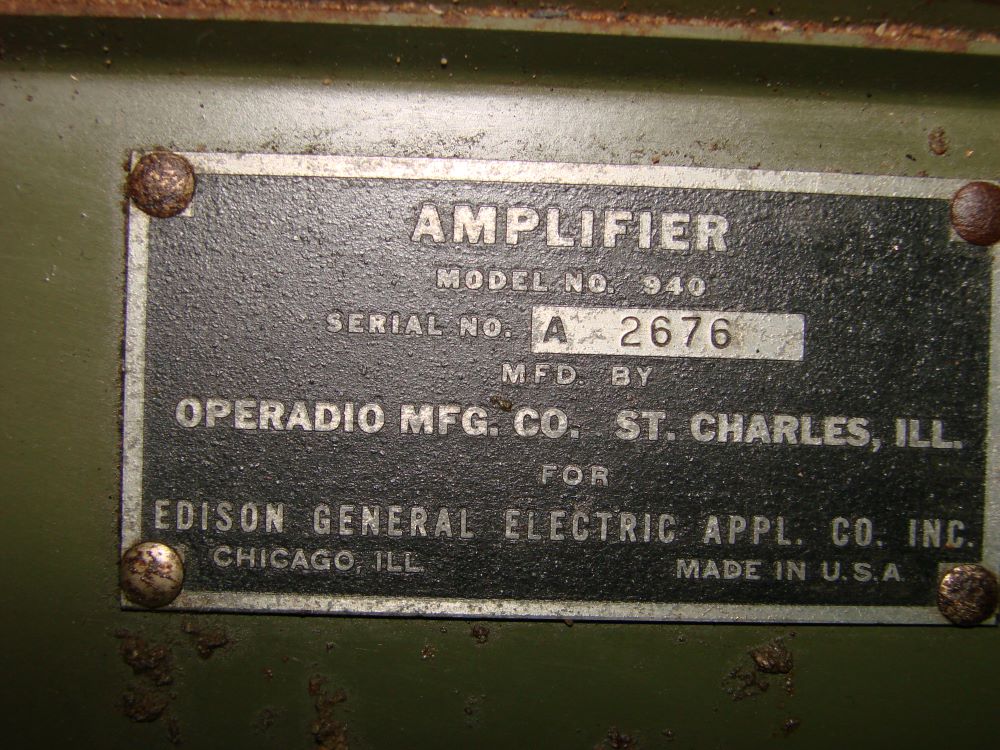 AMPLIFIER
MODEL NO. 940
SERIAL NO. A 2676
MFD. BY
OPERADIO MFG. CO. ST. CHARLES, ILL.
FOR
EDISON GENERAL ELECTRIC APPL. CO. INC.
CHICAGO, ILL. MADE IN U.S.A